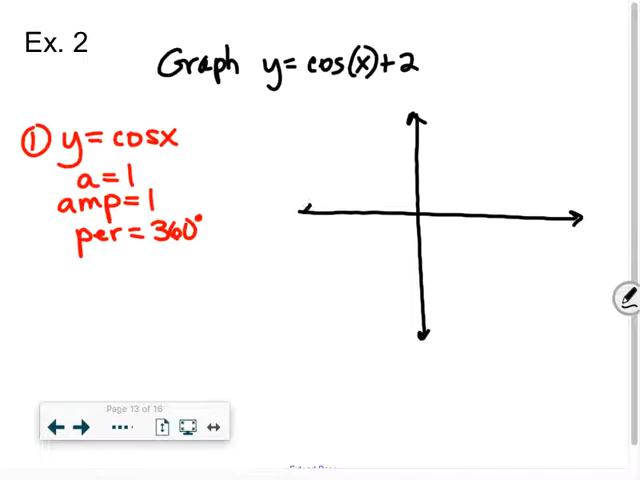 Ex. 2
Graph y = cos(x) + 2
① y = cosx
a = 1
amp = 1
per = 360°
Page 13 of 16